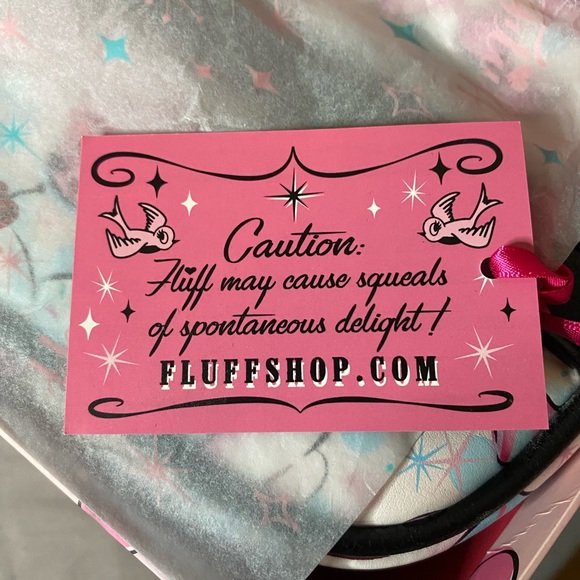 Caution:
Fluff may cause squeals
of spontaneous delight!
FLUFFSHOP.COM